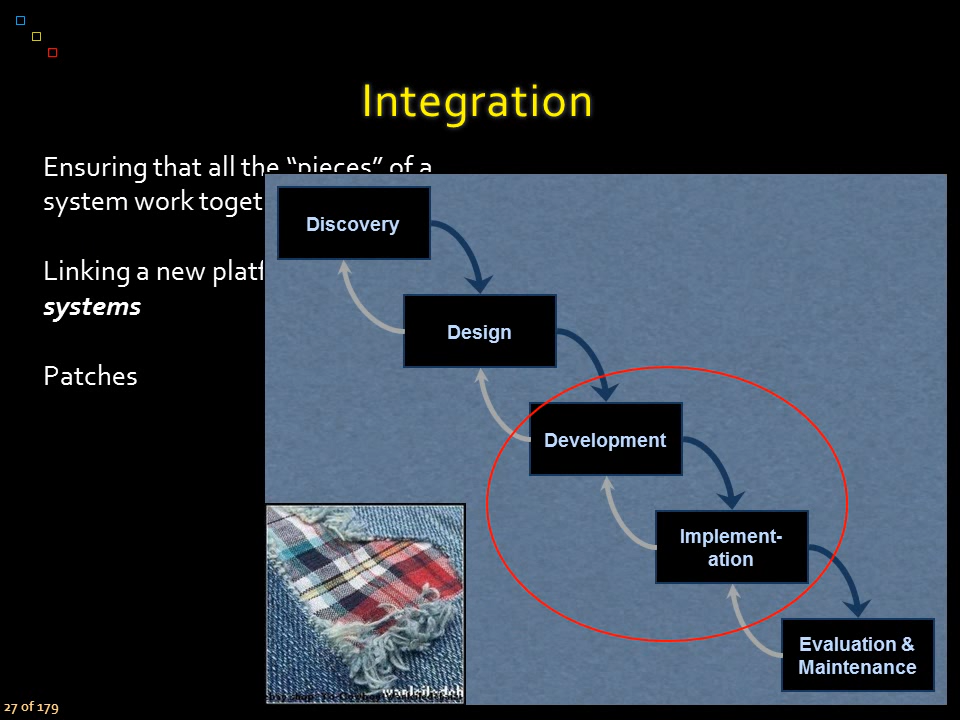 Integration
Ensuring that all the “pieces” of a
system work toget
Linking a new platf
systems
Patches
Discovery
Design
Development
Implement-
ation
Evaluation &
Maintenance
27 of 179